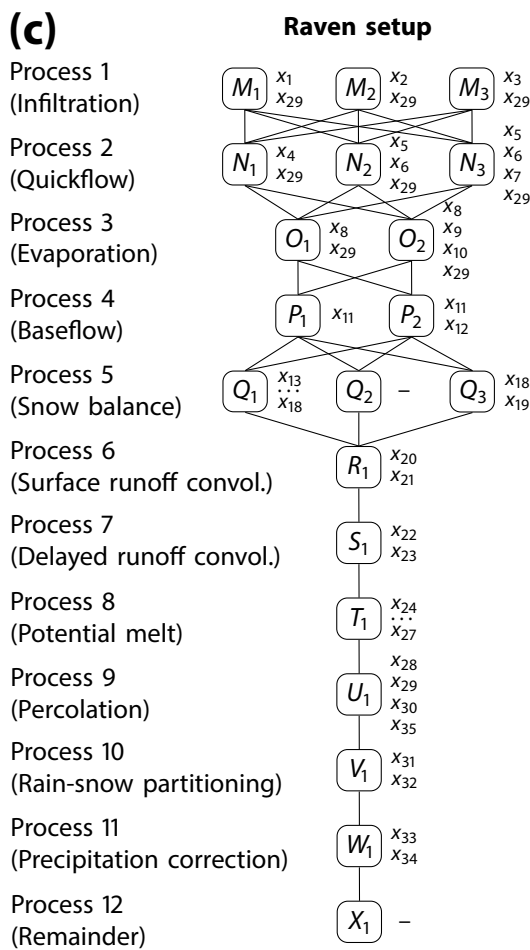 (c)
Raven setup
Process 1
(Infiltration)
M1 x1 x29
M2 x2 x29
M3 x3 x29
Process 2
(Quickflow)
N1 x4 x29
N2 x5 x6 x29
N3 x5 x6 x7 x29
Process 3
(Evaporation)
O1 x8 x29
O2 x8 x9 x10 x29
Process 4
(Baseflow)
P1 x11
P2 x11 x12
Process 5
(Snow balance)
Q1 x13 ... x18
Q2 –
Q3 x18 x19
Process 6
(Surface runoff convol.)
R1 x20 x21
Process 7
(Delayed runoff convol.)
S1 x22 x23
Process 8
(Potential melt)
T1 x24 ... x27
Process 9
(Percolation)
U1 x28 x29 x30 x35
Process 10
(Rain-snow partitioning)
V1 x31 x32
Process 11
(Precipitation correction)
W1 x33 x34
Process 12
(Remainder)
X1 –